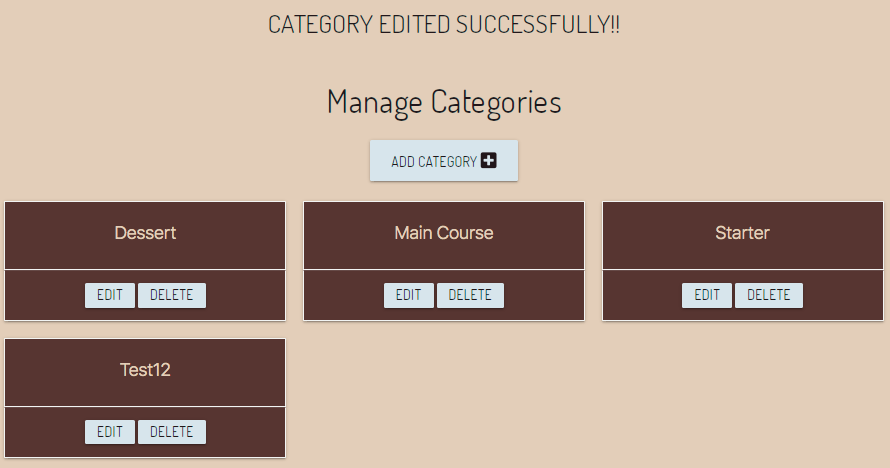 CATEGORY EDITED SUCCESSFULLY!!
Manage Categories
ADD CATEGORY
Dessert
EDIT DELETE
Main Course
EDIT DELETE
Starter
EDIT DELETE
Test12
EDIT DELETE